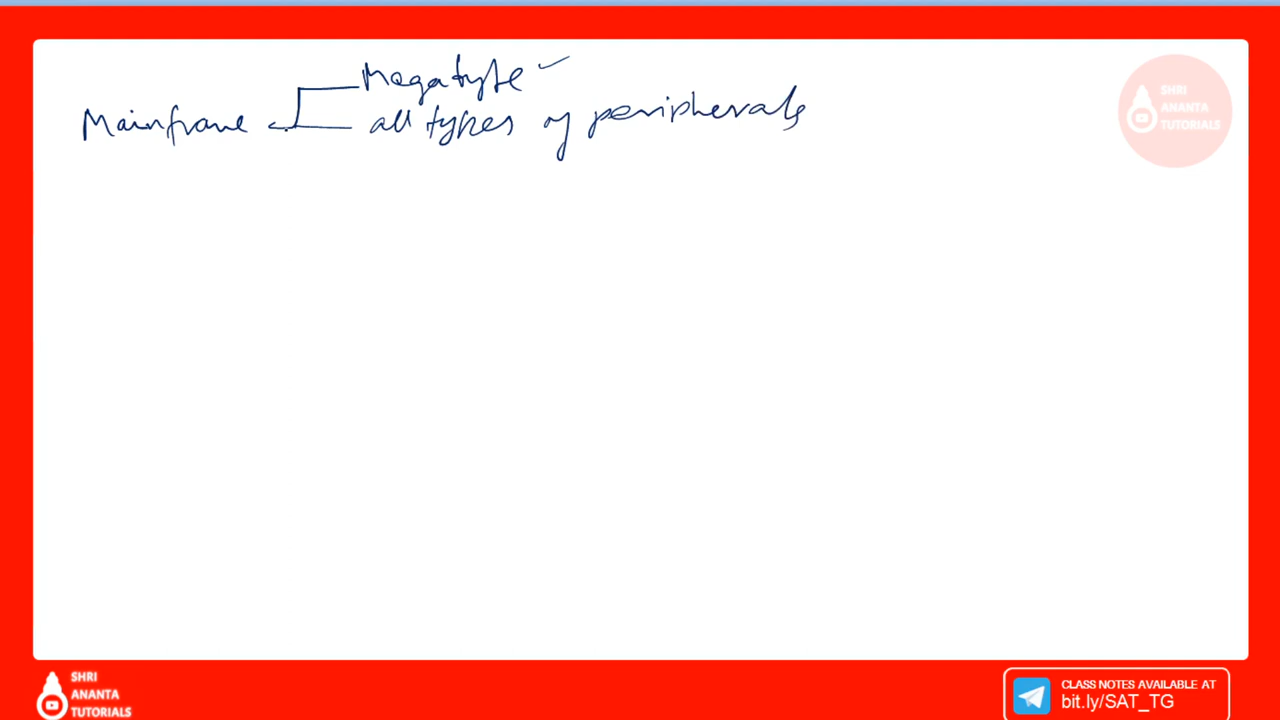 Megabyte
Mainframe
all types of peripherals
SHRI
ANANTA
TUTORIALS
SHRI
ANANTA
TUTORIALS
CLASS NOTES AVAILABLE AT
bit.ly/SAT_TG